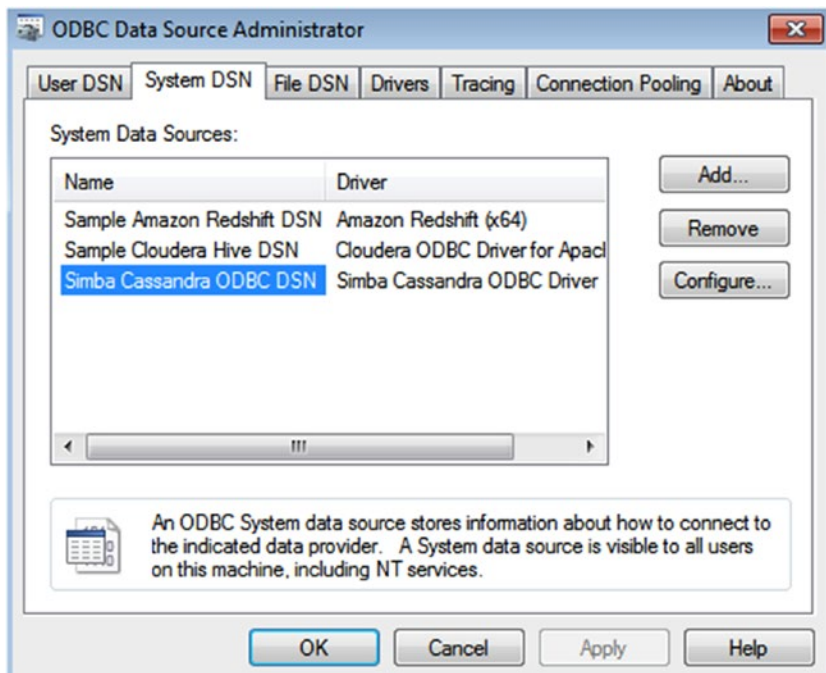 ODBC Data Source Administrator
User DSN System DSN File DSN Drivers Tracing Connection Pooling About
System Data Sources:
Name Driver
Sample Amazon Redshift DSN Amazon Redshift (x64)
Sample Cloudera Hive DSN Cloudera ODBC Driver for Apacl
Simba Cassandra ODBC DSN Simba Cassandra ODBC Driver
Add...
Remove
Configure...
An ODBC System data source stores information about how to connect to
the indicated data provider. A System data source is visible to all users
on this machine, including NT services.
OK Cancel Apply Help